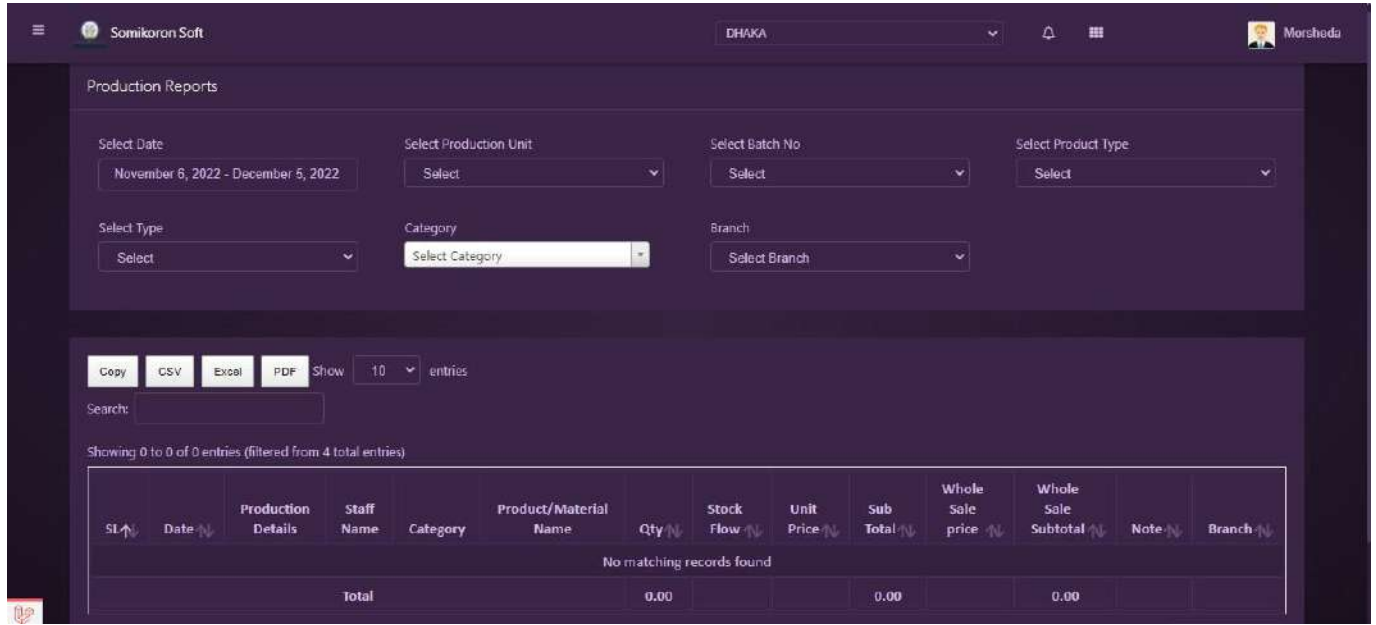 Somikoron Soft DHAKA Morsheda
Production Reports
Select Date Select Production Unit Select Batch No Select Product Type
November 6, 2022 - December 5, 2022 Select Select Select
Select Type Category Branch
Select Select Category Select Branch
Copy CSV Excel PDF Show 10 entries
Search:
Showing 0 to 0 of 0 entries (filtered from 4 total entries)
SL Date Production Details Staff Name Category Product/Material Name Qty Stock Flow Unit Price Sub Total Whole Sale price Whole Sale Subtotal Note Branch
No matching records found
Total 0.00 0.00 0.00